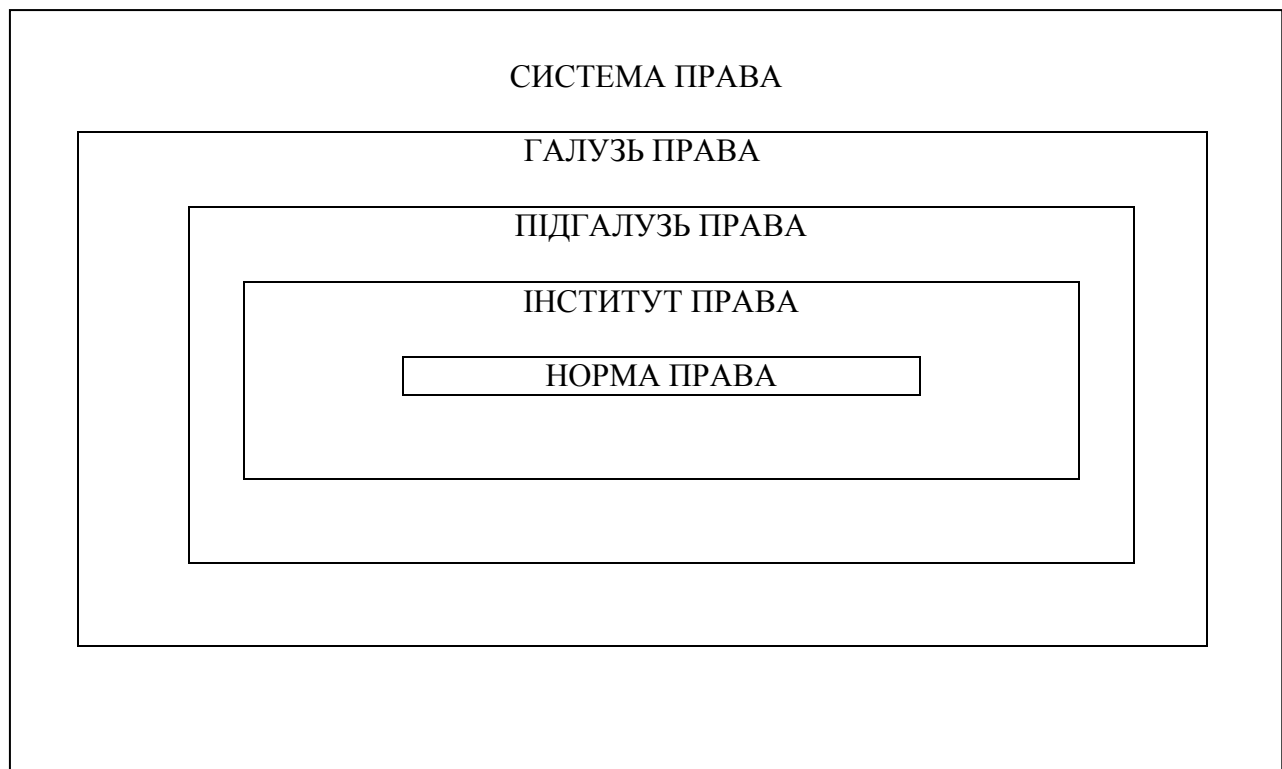 СИСТЕМА ПРАВА
ГАЛУЗЬ ПРАВА
ПІДГАЛУЗЬ ПРАВА
ІНСТИТУТ ПРАВА
НОРМА ПРАВА